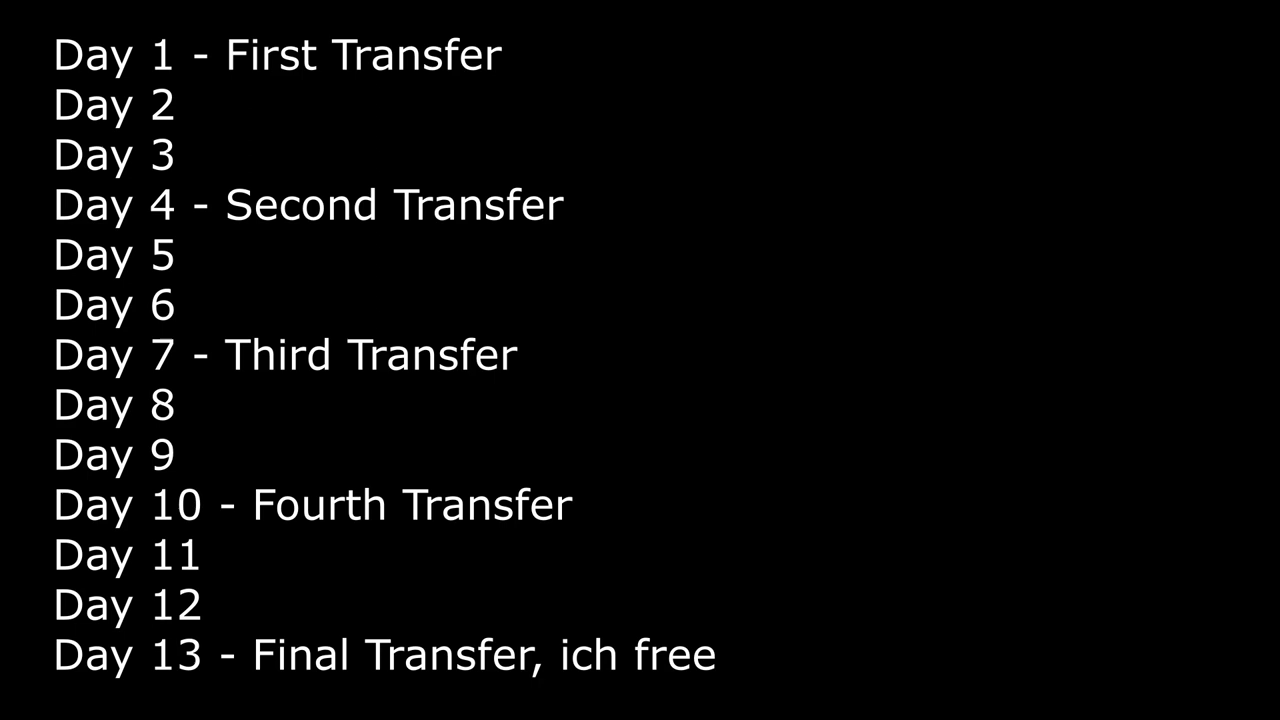 Day 1 - First Transfer
Day 2
Day 3
Day 4 - Second Transfer
Day 5
Day 6
Day 7 - Third Transfer
Day 8
Day 9
Day 10 - Fourth Transfer
Day 11
Day 12
Day 13 - Final Transfer, ich free